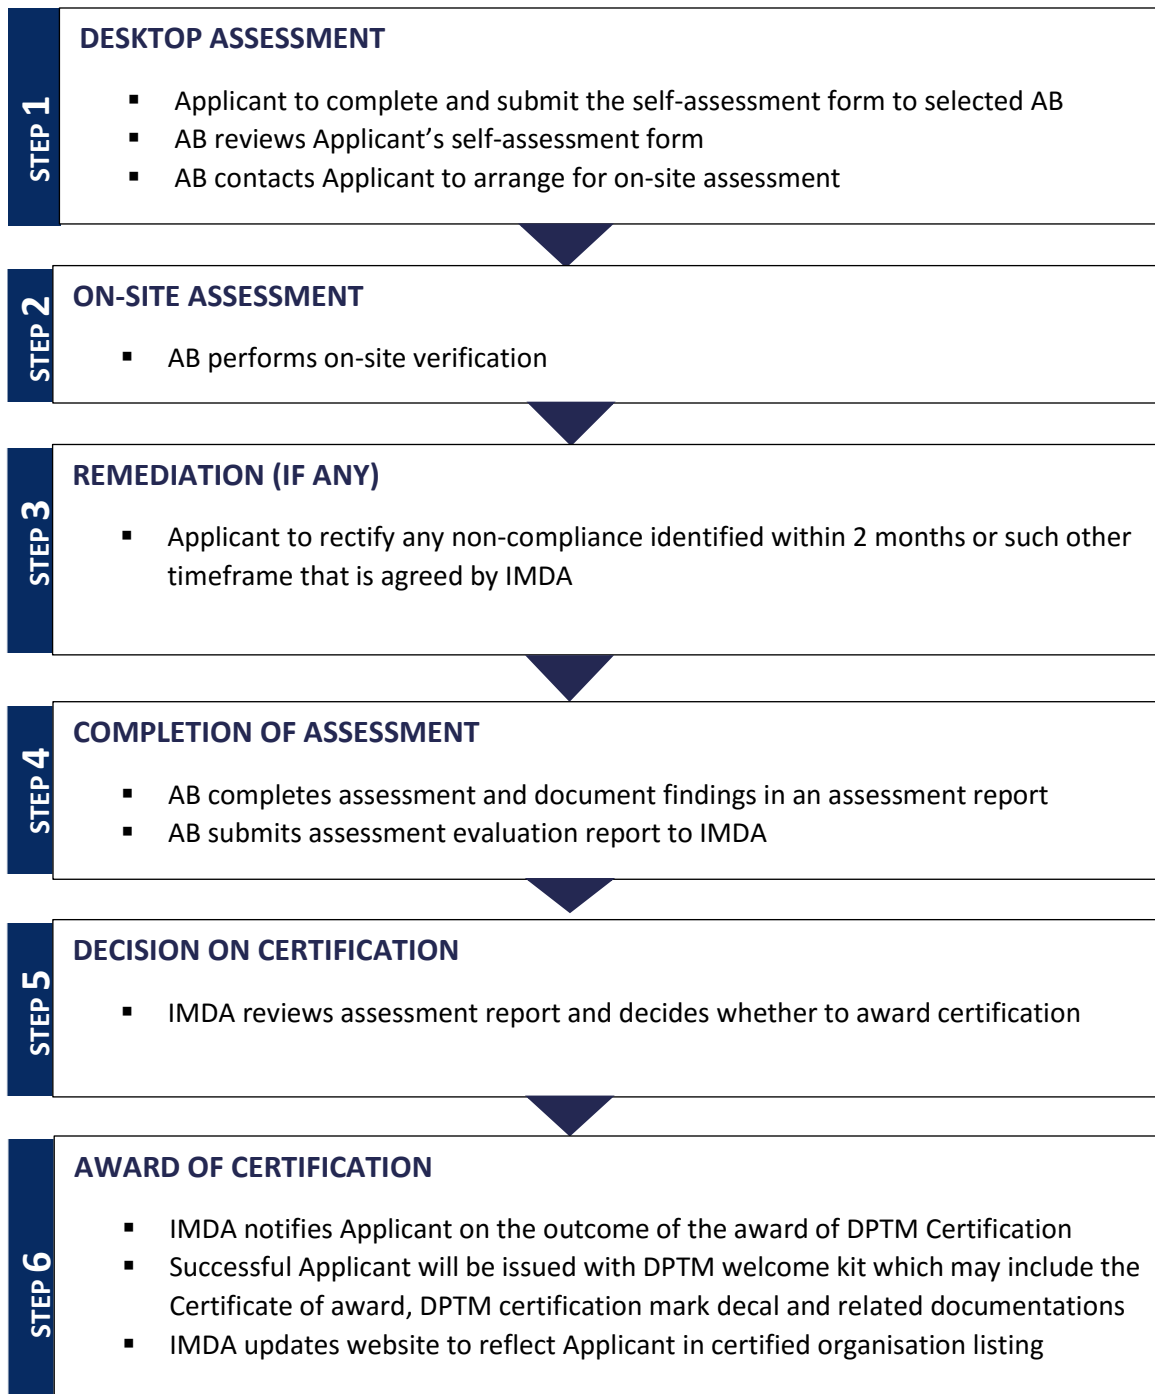 STEP 1
DESKTOP ASSESSMENT
▪ Applicant to complete and submit the self-assessment form to selected AB
▪ AB reviews Applicant’s self-assessment form
▪ AB contacts Applicant to arrange for on-site assessment
STEP 2
ON-SITE ASSESSMENT
▪ AB performs on-site verification
STEP 3
REMEDIATION (IF ANY)
▪ Applicant to rectify any non-compliance identified within 2 months or such other
timeframe that is agreed by IMDA
STEP 4
COMPLETION OF ASSESSMENT
▪ AB completes assessment and document findings in an assessment report
▪ AB submits assessment evaluation report to IMDA
STEP 5
DECISION ON CERTIFICATION
▪ IMDA reviews assessment report and decides whether to award certification
STEP 6
AWARD OF CERTIFICATION
▪ IMDA notifies Applicant on the outcome of the award of DPTM Certification
▪ Successful Applicant will be issued with DPTM welcome kit which may include the
Certificate of award, DPTM certification mark decal and related documentations
▪ IMDA updates website to reflect Applicant in certified organisation listing